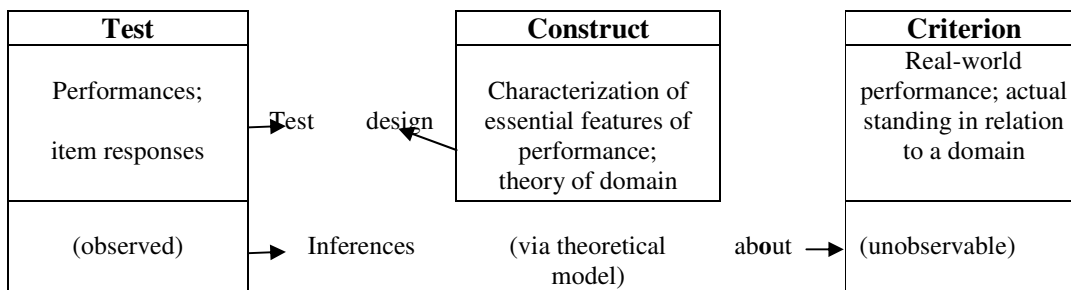 Test
Performances;
item responses
Test design
Construct
Characterization of
essential features of
performance;
theory of domain
Criterion
Real-world
performance; actual
standing in relation
to a domain
(observed)
Inferences
(via theoretical
model)
about
(unobservable)